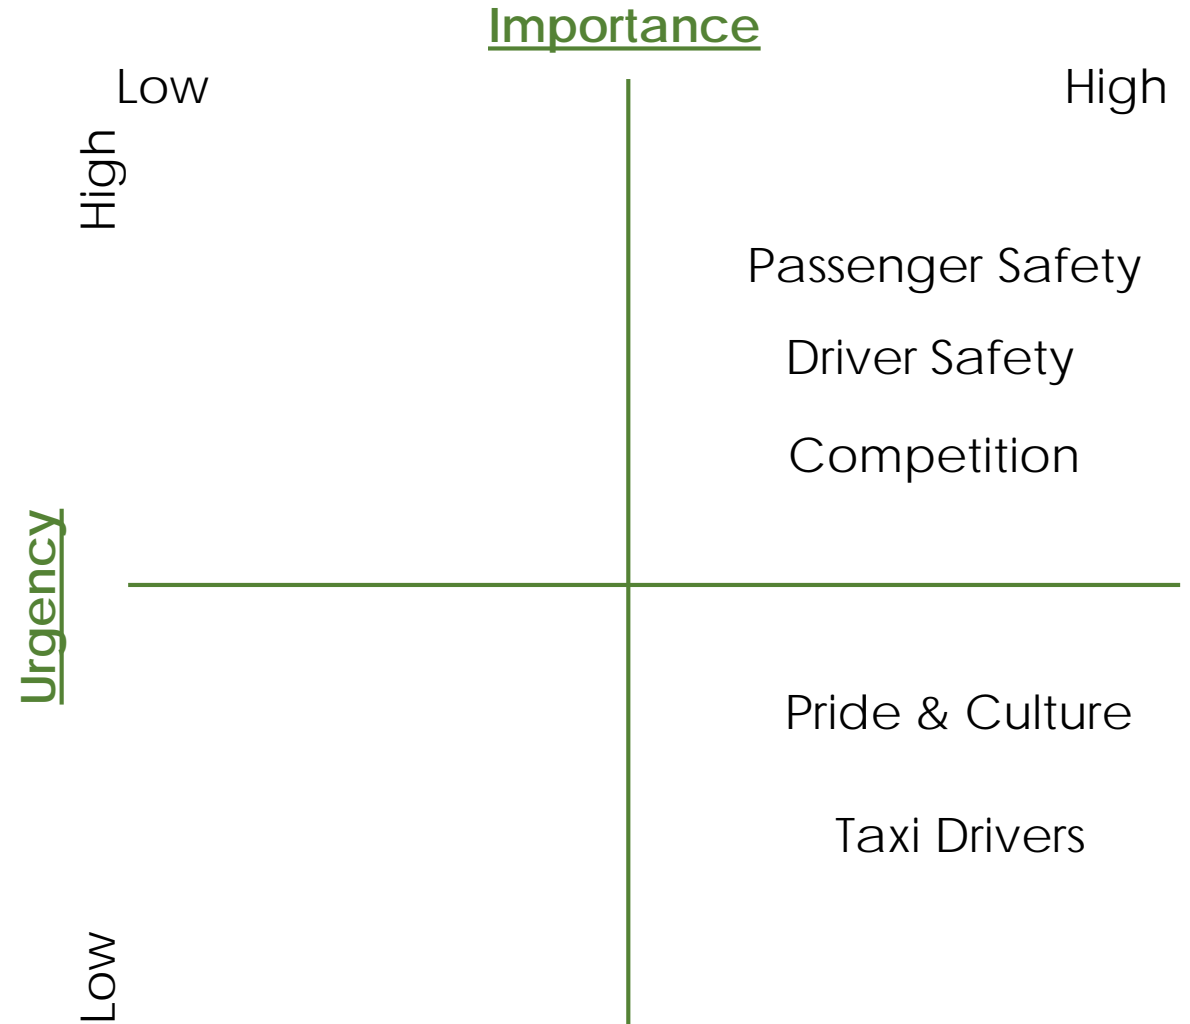 Importance
Low
High
High
Passenger Safety
Driver Safety
Competition
Urgency
Pride & Culture
Taxi Drivers
Low